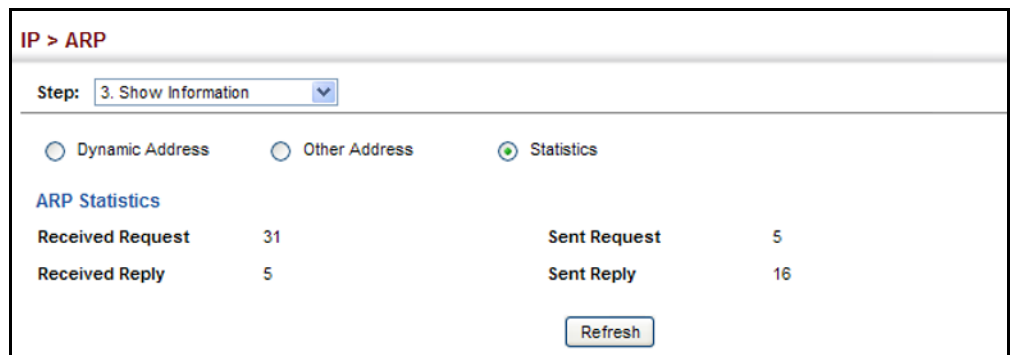 IP > ARP
Step: 3. Show Information
Dynamic Address Other Address Statistics
ARP Statistics
Received Request 31 Sent Request 5
Received Reply 5 Sent Reply 16
Refresh